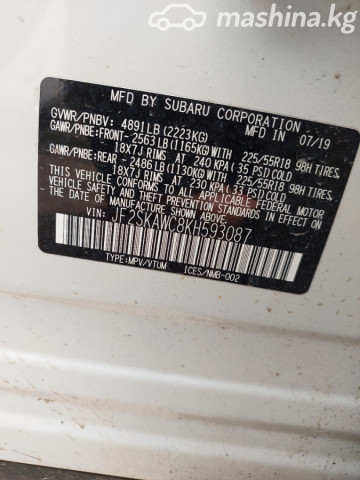 mashina.kg
MFD BY SUBARU CORPORATION
GVWR/PNBV: 4891LB(2223KG) MFD IN 07/19
GAWR/PNBE:FRONT-2563LB(1165KG)WITH 225/55R18 98H TIRES,
18X7J RIMS AT 240 KPA(35 PSI)COLD
GAWR/PNBE:REAR -2486LB(1130KG)WITH 225/55R18 98H TIRES,
18X7J RIMS AT 230 KPA(33 PSI)COLD
THIS VEHICLE CONFORMS TO ALL APPLICABLE FEDERAL MOTOR
VEHICLE SAFETY STANDARDS IN EFFECT ON THE
DATE OF MANUFACTURE SHOWN ABOVE.
VIN: JF2SKAWC8KH593087
TYPE:MPV/VTUM ICES/NMB-002